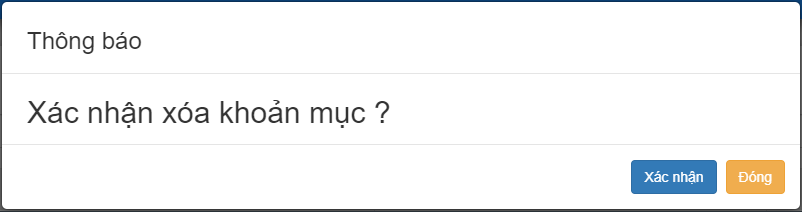 Thông báo
Xác nhận xóa khoản mục ?
Xác nhận
Đóng